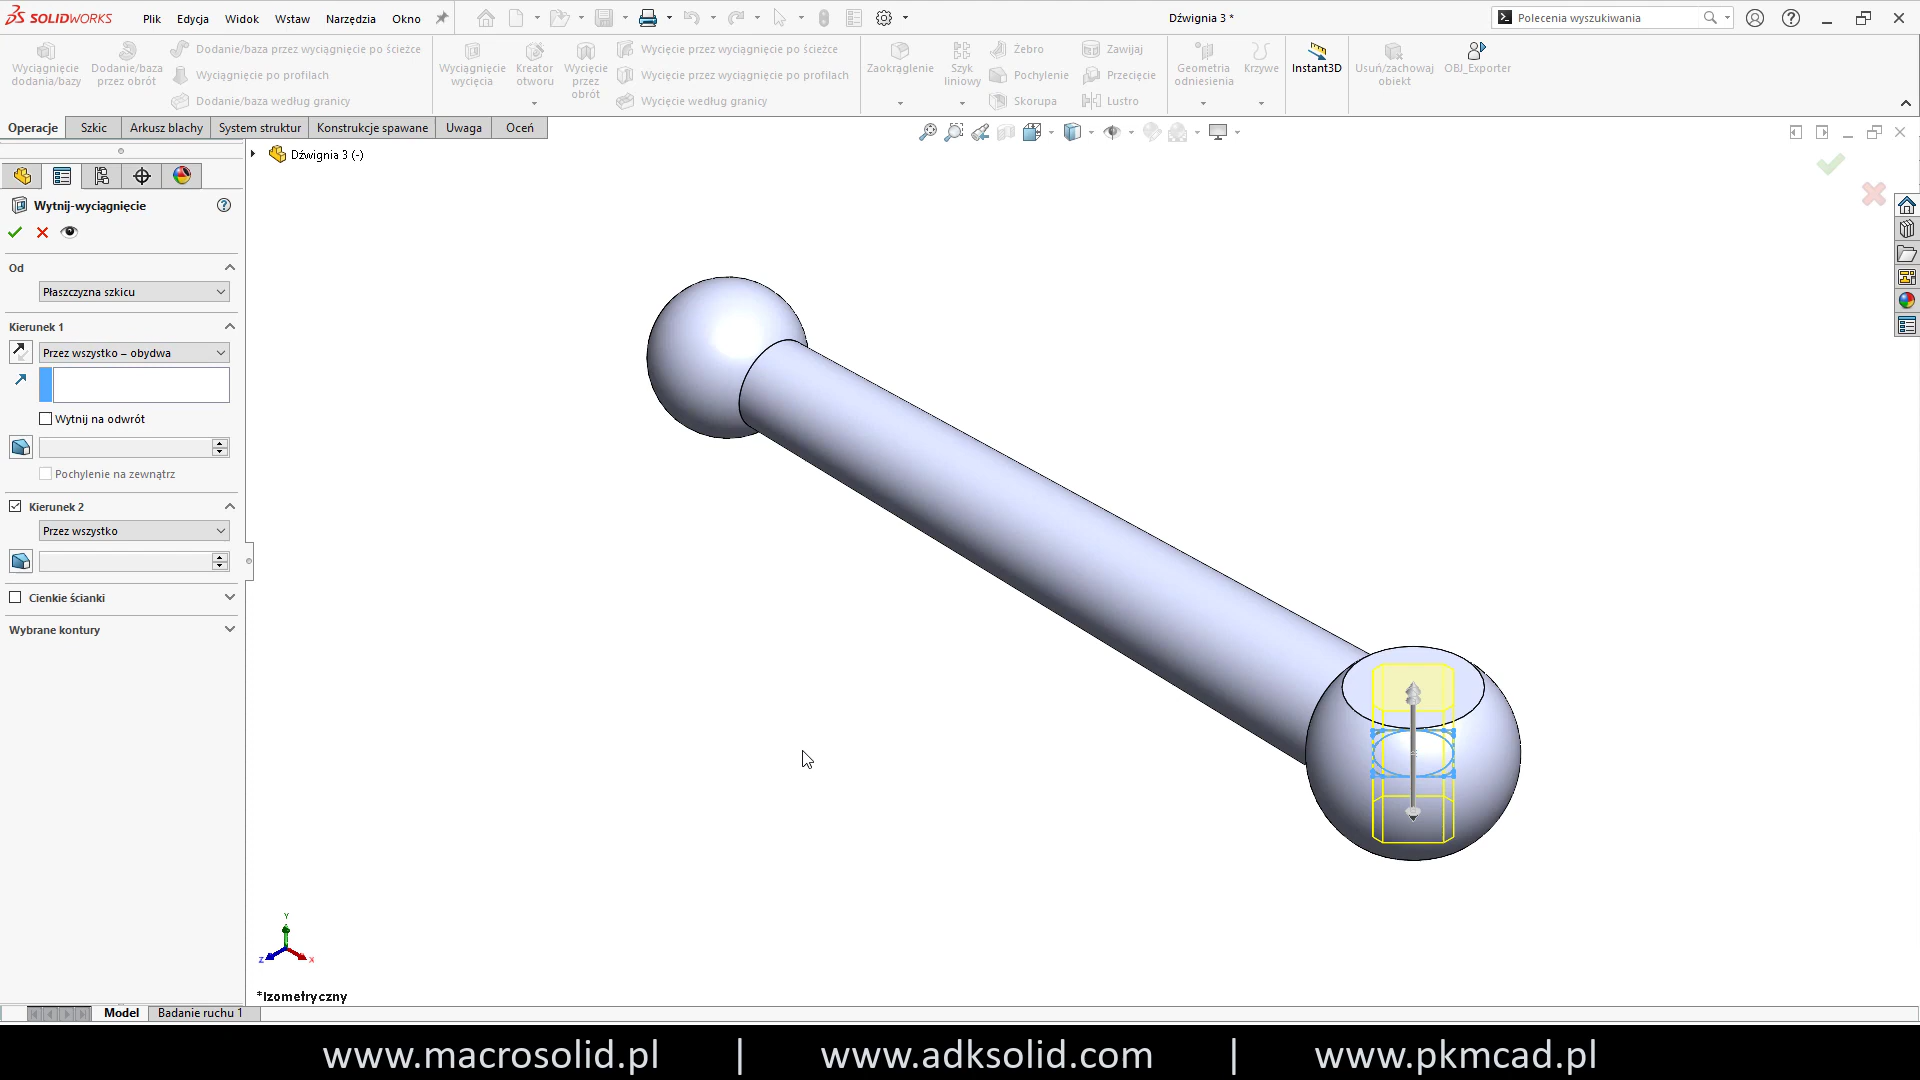 SOLIDWORKS
Plik Edycja Widok Wstaw Narzędzia Okno
Dźwignia 3 *
Polecenia wyszukiwania
Wyciągnięcie dodania/bazy
Dodanie/baza przez obrót
Dodanie/baza przez wyciągnięcie po ścieżce
Wyciągnięcie po profilach
Dodanie/baza według granicy
Wyciągnięcie wycięcia
Kreator otworu
Wycięcie przez obrót
Wycięcie przez wyciągnięcie po ścieżce
Wycięcie przez wyciągnięcie po profilach
Wycięcie według granicy
Zaokrąglenie
Szyk liniowy
Żebro
Pochylenie
Skorupa
Zawijaj
Przecięcie
Lustro
Geometria odniesienia
Krzywe
Instant3D
Usuń/zachowaj obiekt
OBJ_Exporter
Operacje Szkic Arkusz blachy System struktur Konstrukcje spawane Uwaga Oceń
Dźwignia 3 (-)
Wytnij-wyciągnięcie
Od
Płaszczyzna szkicu
Kierunek 1
Przez wszystko – obydwa
Wytnij na odwrót
Pochylenie na zewnątrz
Kierunek 2
Przez wszystko
Cienkie ścianki
Wybrane kontury
Y
Z
X
*Izometryczny
Model Badanie ruchu 1
www.macrosolid.pl | www.adksolid.com | www.pkmcad.pl